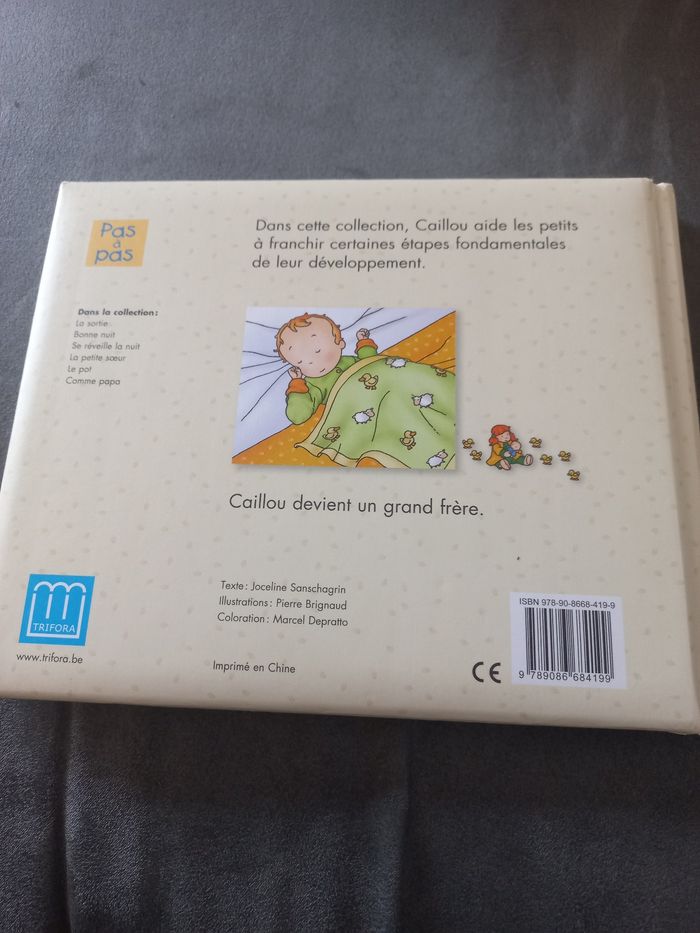 Pas
à
pas
Dans cette collection, Caillou aide les petits
à franchir certaines étapes fondamentales
de leur développement.
Dans la collection:
La sortie
Bonne nuit
Se réveille la nuit
La petite sœur
Le pot
Comme papa
Caillou devient un grand frère.
Texte: Joceline Sanschagrin
Illustrations: Pierre Brignaud
Coloration: Marcel Depratto
Imprimé en Chine
TRIFORA
www.trifora.be
CE
ISBN 978-90-8668-419-9
9 789086 684199